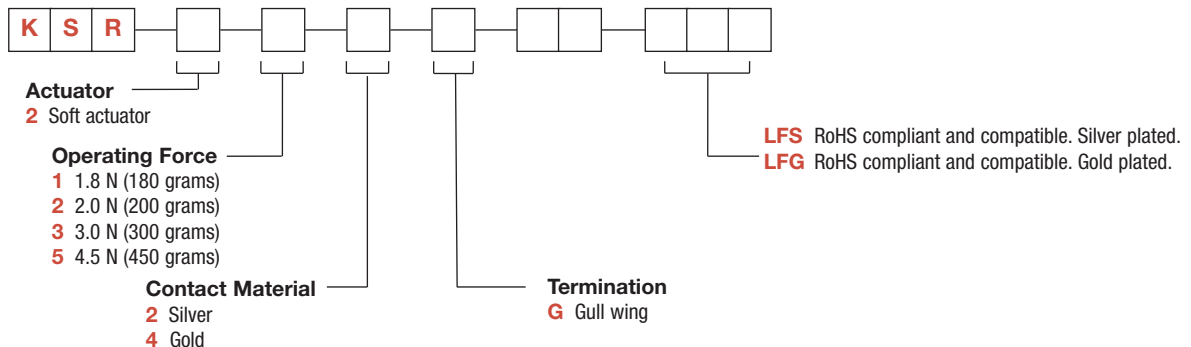 K S R
Actuator
2 Soft actuator
Operating Force
1 1.8 N (180 grams)
2 2.0 N (200 grams)
3 3.0 N (300 grams)
5 4.5 N (450 grams)
Contact Material
2 Silver
4 Gold
Termination
G Gull wing
LFS RoHS compliant and compatible. Silver plated.
LFG RoHS compliant and compatible. Gold plated.